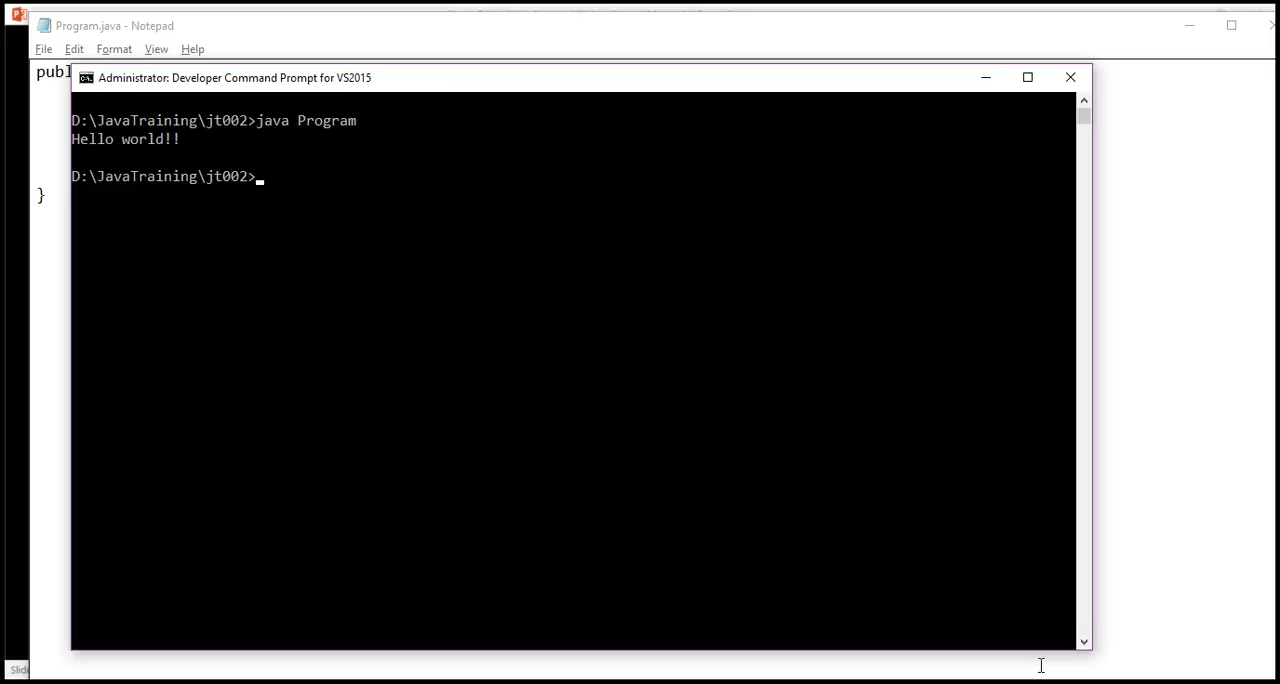 Program.java - Notepad
File Edit Format View Help
publ
Administrator: Developer Command Prompt for VS2015
D:\JavaTraining\jt002>java Program
Hello world!!
D:\JavaTraining\jt002>
}
Slide